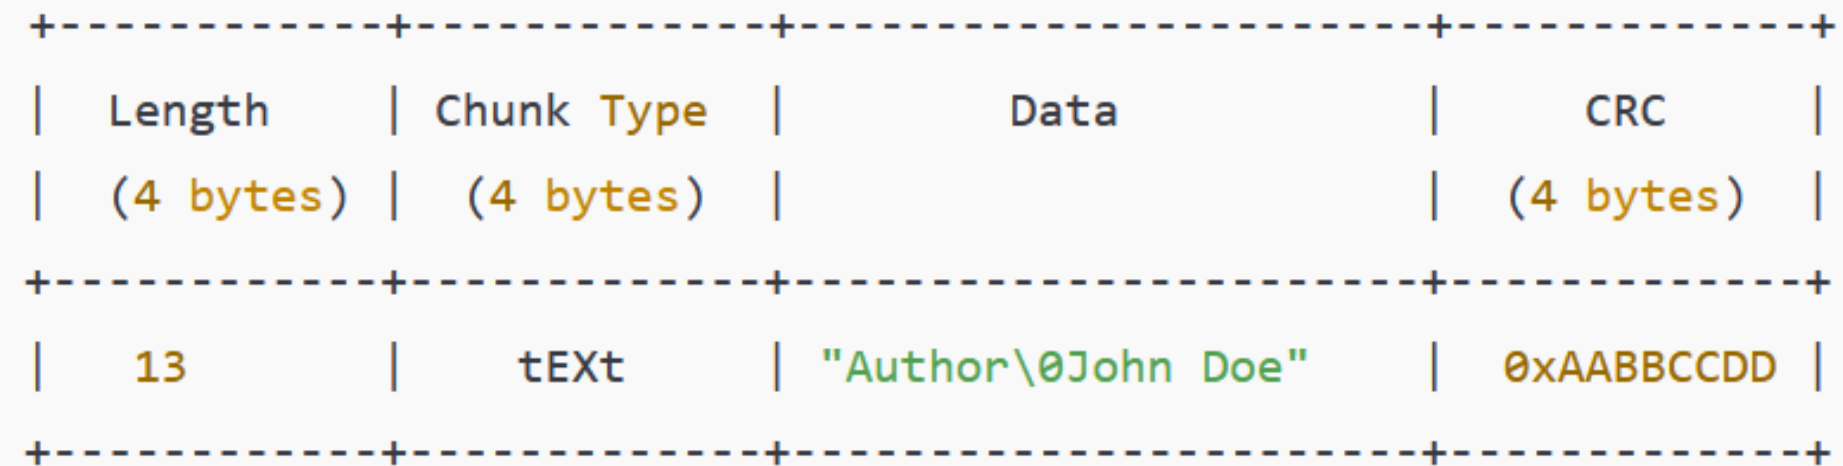 +------------+-------------+-----------------------+-------------+
| Length | Chunk Type | Data | CRC |
| (4 bytes) | (4 bytes) | | (4 bytes) |
+------------+-------------+-----------------------+-------------+
| 13 | tEXt | "Author\0John Doe" | 0xAABBCCDD |
+------------+-------------+-----------------------+-------------+